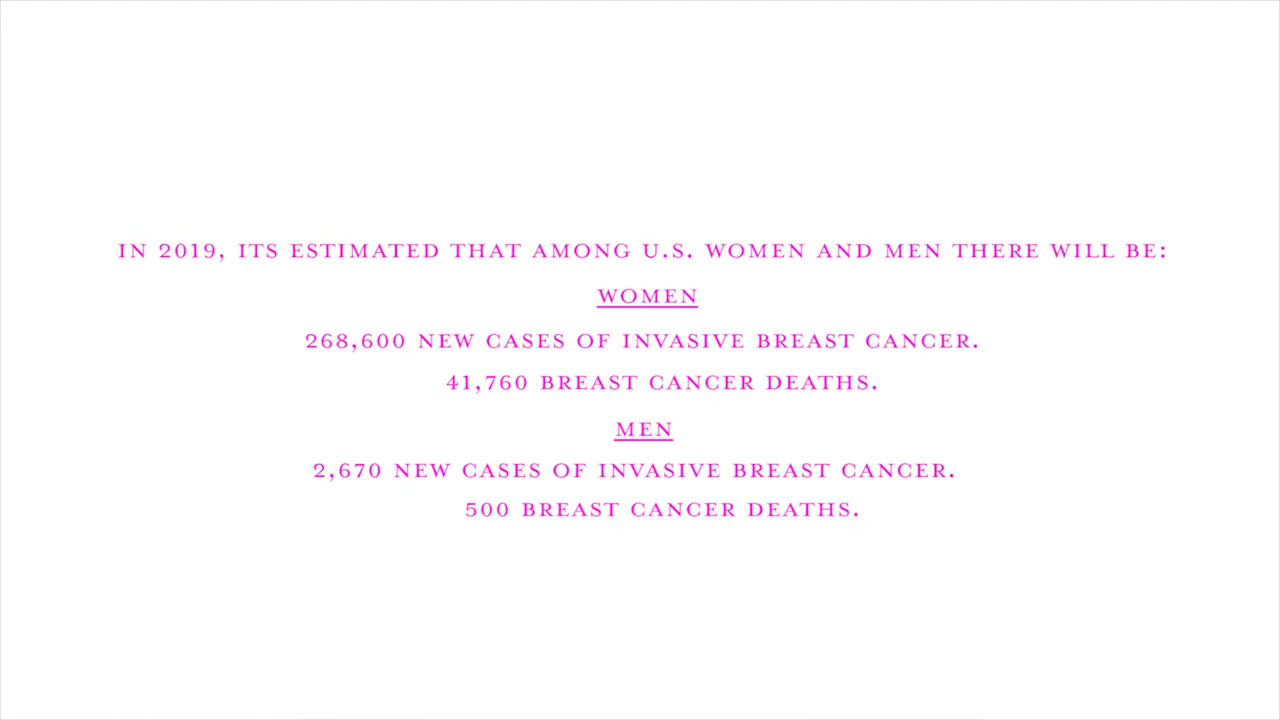 IN 2019, ITS ESTIMATED THAT AMONG U.S. WOMEN AND MEN THERE WILL BE:
WOMEN
268,600 NEW CASES OF INVASIVE BREAST CANCER.
41,760 BREAST CANCER DEATHS.
MEN
2,670 NEW CASES OF INVASIVE BREAST CANCER.
500 BREAST CANCER DEATHS.